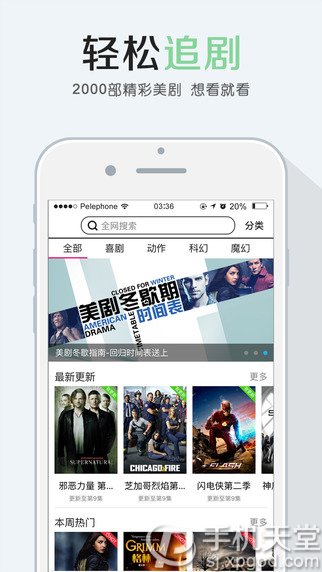 轻松追剧
2000部精彩美剧 想看就看
Pelephone 03:36 20%
全网搜索 分类
全部 喜剧 动作 科幻 魔幻
CLOSED FOR WINTER
美剧冬歇期
AMERICAN DRAMA
TIMETABLE
时间表
美剧冬歇指南-回归时间表送上
最新更新 更多
SUPERNATURAL
CHICAGO FIRE
FLASH
邪恶力量 第... 芝加哥烈焰第... 闪电侠第二季 神
更新至第9集 更新至第9集 更新至第9集 更
本周热门 更多
GRIMM
格林
手机天堂
sj.xpgod.com